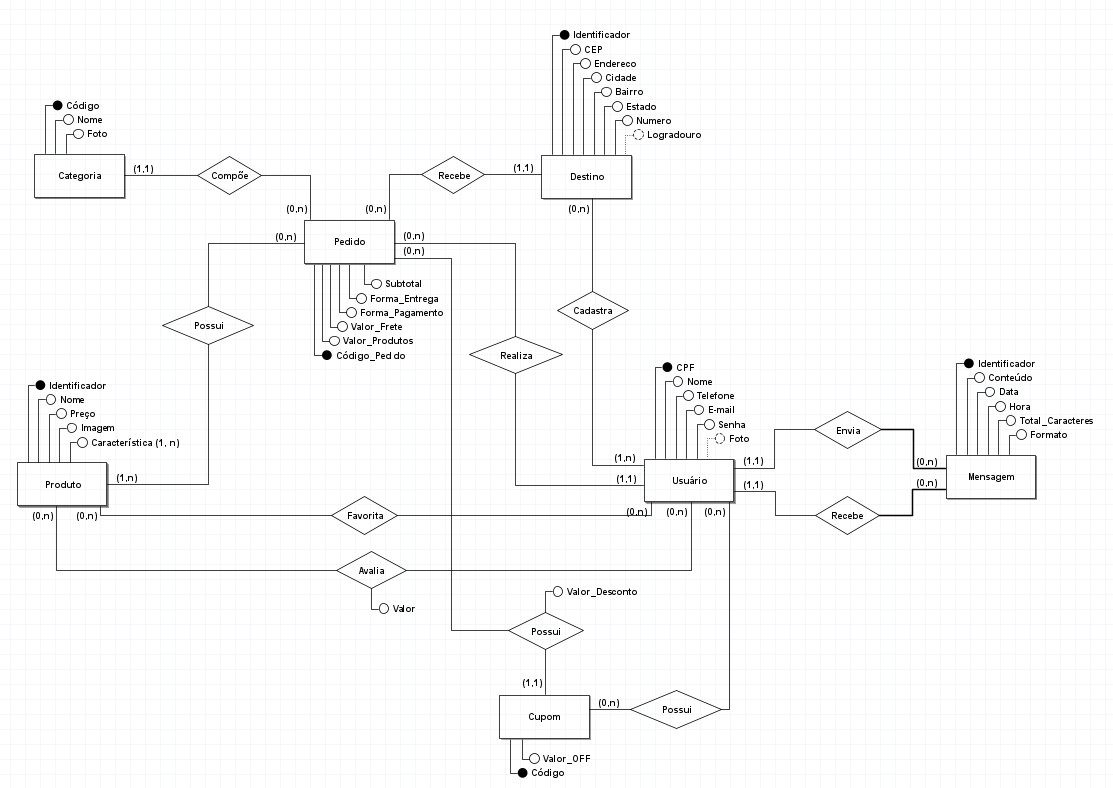 Identificador
CEP
Endereco
Cidade
Bairro
Estado
Numero
Logradouro
Código
Nome
Foto
Categoria
(1,1)
Compõe
(0,n)
Recebe
(0,n)
(1,1)
Destino
(0,n)
Pedido
(0,n)
(0,n)
(0,n)
Subtotal
Forma_Entrega
Forma_Pagamento
Valor_Frete
Valor_Produtos
Código_Ped do
Possui
Realiza
Cadastra
Identificador
Nome
Preço
Imagem
Característica (1, n)
Produto
(1,n)
(0,n)
(0,n)
CPF
Nome
Telefone
E-mail
Senha
Foto
(1,n)
(1,1)
Usuário
(1,1)
(1,1)
(0,n)
(0,n)
(0,n)
Envia
Recebe
Identificador
Conteúdo
Data
Hora
Total_Caracteres
Formato
(0,n)
(0,n)
Mensagem
Favorita
Avalia
Valor
Valor_Desconto
Possui
(1,1)
Cupom
(0,n)
Possui
Valor_OFF
Código